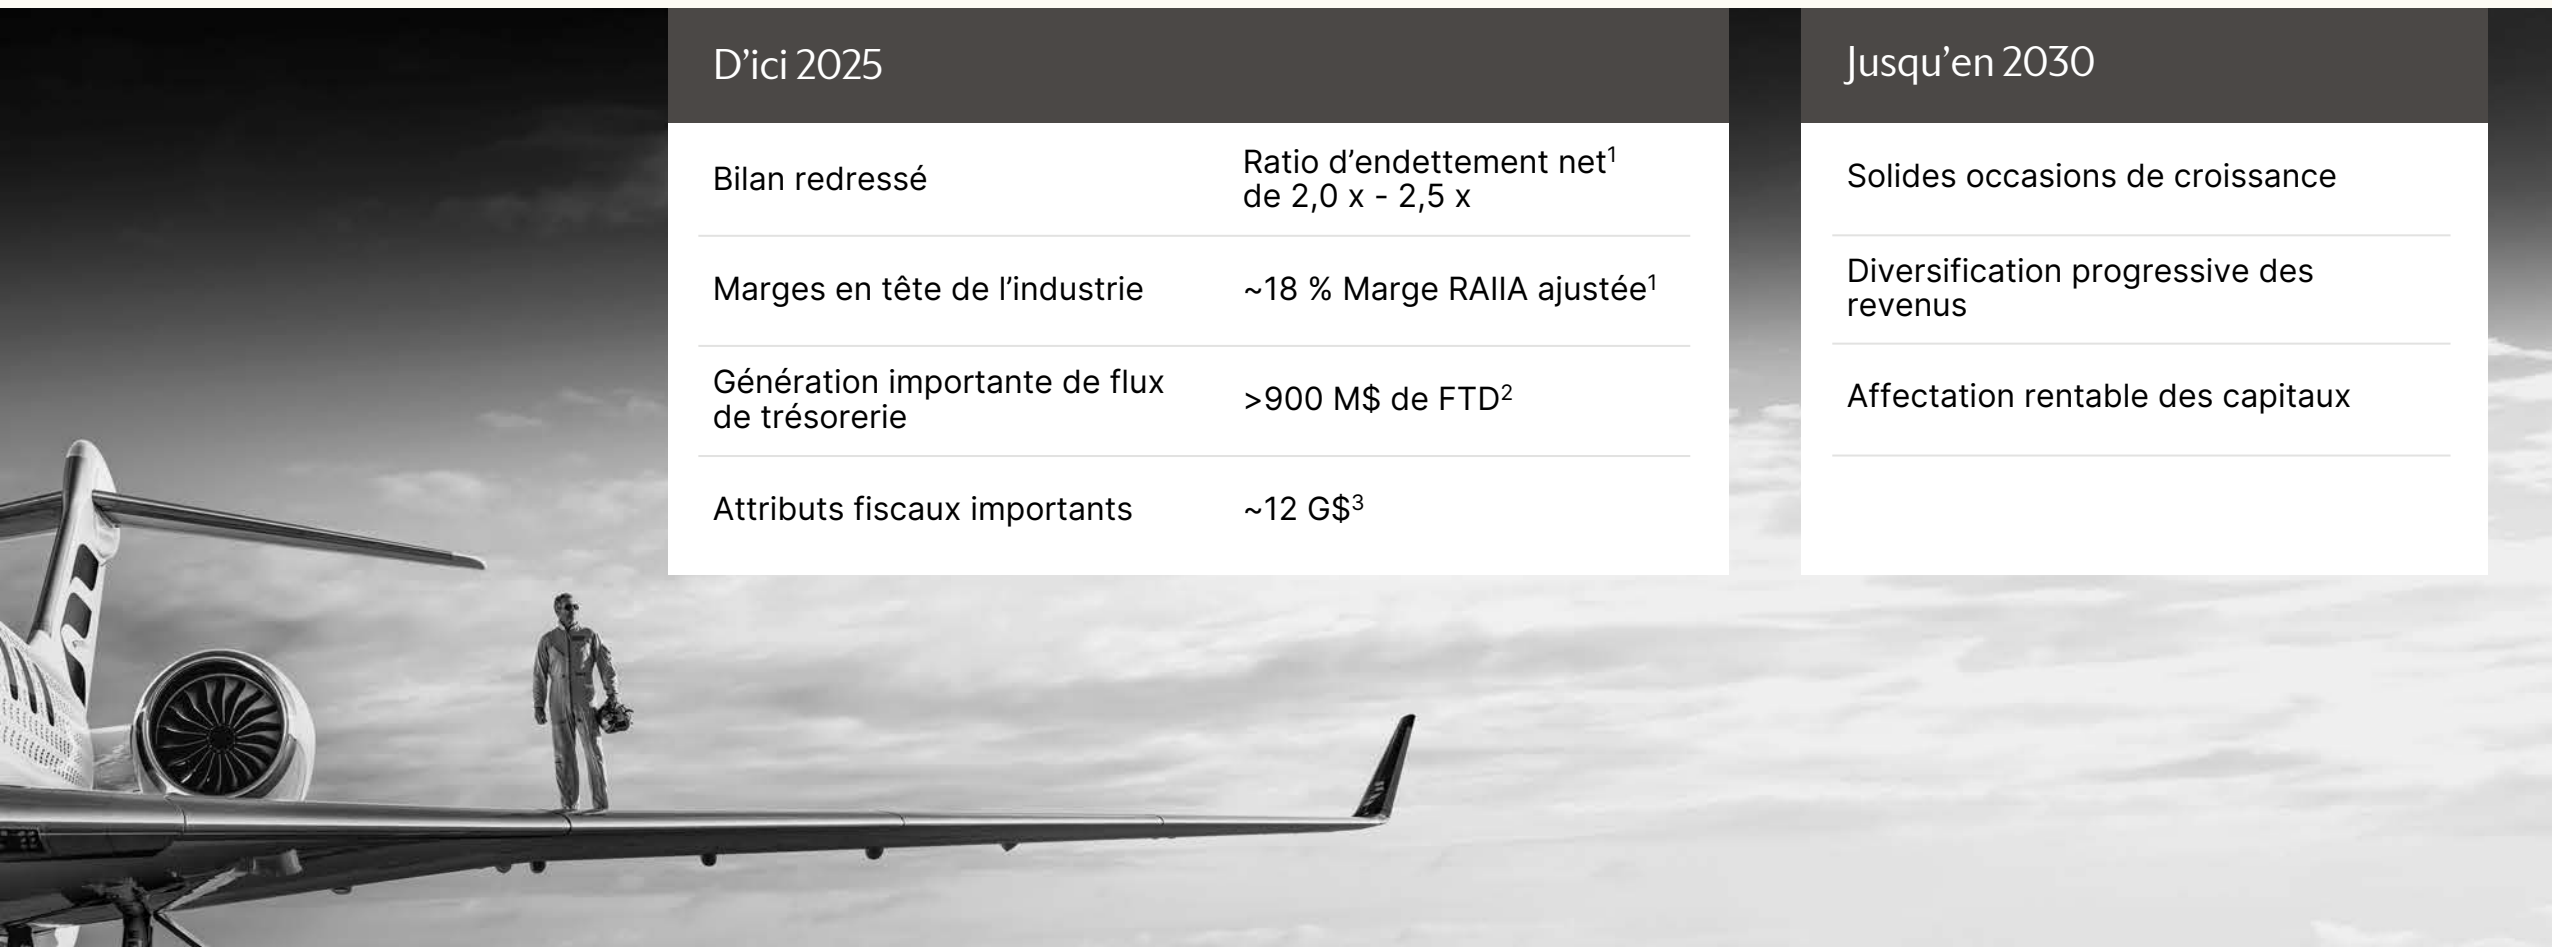 D’ici 2025
Bilan redressé
Ratio d’endettement net¹
de 2,0 x - 2,5 x
Marges en tête de l’industrie
~18 % Marge RAIIA ajustée¹
Génération importante de flux
de trésorerie
>900 M$ de FTD²
Attributs fiscaux importants
~12 G$³
Jusqu’en 2030
Solides occasions de croissance
Diversification progressive des
revenus
Affectation rentable des capitaux